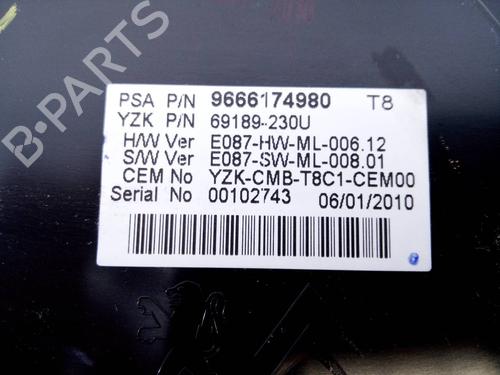 PSA P/N 9666174980 T8
YZK P/N 69189-230U
H/W Ver E087-HW-ML-006.12
S/W Ver E087-SW-ML-008.01
CEM No YZK-CMB-T8C1-CEM00
Serial No 00102743 06/01/2010
B-PARTS